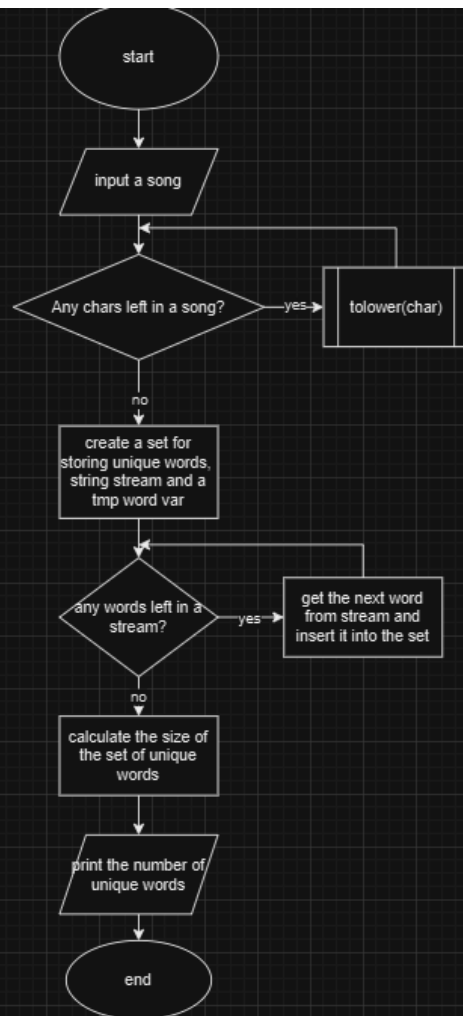 start
input a song
Any chars left in a song?
yes
tolower(char)
no
create a set for
storing unique words,
string stream and a
tmp word var
any words left in a
stream?
yes
get the next word
from stream and
insert it into the set
no
calculate the size of
the set of unique
words
print the number of
unique words
end